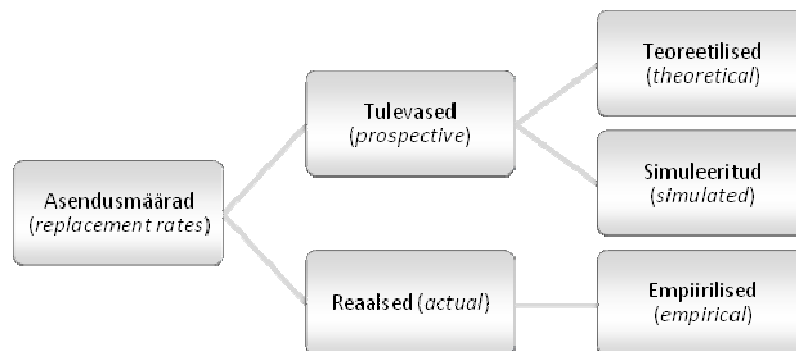 Asendusmäärad
(replacement rates)
Tulevased
(prospective)
Reaalsed (actual)
Teoreetilised
(theoretical)
Simuleeritud
(simulated)
Empiirilised
(empirical)